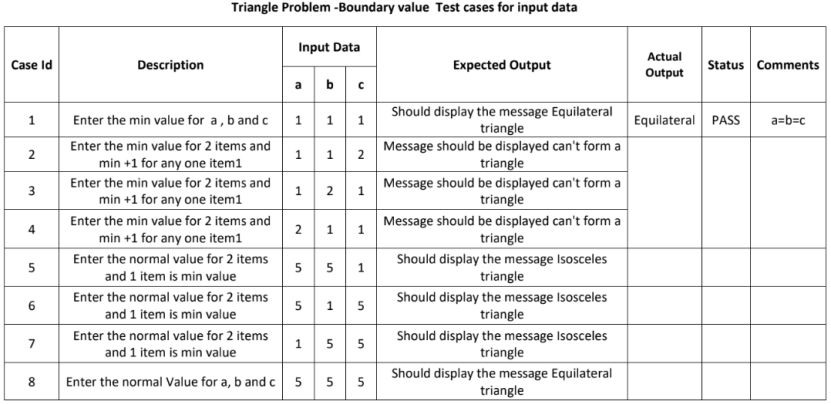 Triangle Problem -Boundary value Test cases for input data
Case Id Description Input Data Expected Output Actual Output Status Comments
a b c
1 Enter the min value for a , b and c 1 1 1 Should display the message Equilateral triangle Equilateral PASS a=b=c
2 Enter the min value for 2 items and min +1 for any one item1 1 1 2 Message should be displayed can't form a triangle
3 Enter the min value for 2 items and min +1 for any one item1 1 2 1 Message should be displayed can't form a triangle
4 Enter the min value for 2 items and min +1 for any one item1 2 1 1 Message should be displayed can't form a triangle
5 Enter the normal value for 2 items and 1 item is min value 5 5 1 Should display the message Isosceles triangle
6 Enter the normal value for 2 items and 1 item is min value 5 1 5 Should display the message Isosceles triangle
7 Enter the normal value for 2 items and 1 item is min value 1 5 5 Should display the message Isosceles triangle
8 Enter the normal Value for a, b and c 5 5 5 Should display the message Equilateral triangle